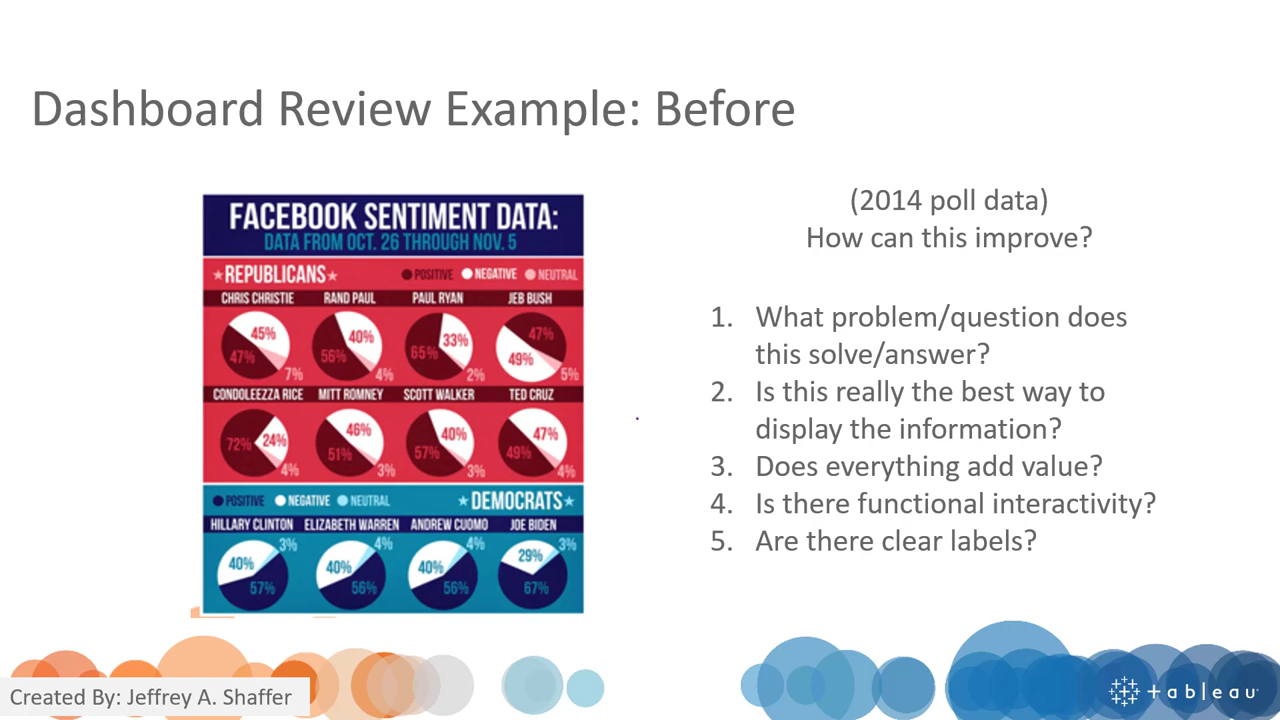 Dashboard Review Example: Before
FACEBOOK SENTIMENT DATA:
DATA FROM OCT. 26 THROUGH NOV. 5
★REPUBLICANS★ POSITIVE NEGATIVE NEUTRAL
CHRIS CHRISTIE RAND PAUL PAUL RYAN JEB BUSH
45% 47% 7% 40% 56% 4% 33% 65% 2% 47% 49% 5%
CONDOLEEZZA RICE MITT ROMNEY SCOTT WALKER TED CRUZ
72% 24% 4% 46% 51% 3% 40% 57% 3% 47% 49% 4%
POSITIVE NEGATIVE NEUTRAL ★DEMOCRATS★
HILLARY CLINTON ELIZABETH WARREN ANDREW CUOMO JOE BIDEN
40% 3% 57% 40% 4% 56% 40% 4% 56% 29% 3% 67%
(2014 poll data)
How can this improve?
1. What problem/question does
this solve/answer?
2. Is this really the best way to
display the information?
3. Does everything add value?
4. Is there functional interactivity?
5. Are there clear labels?
Created By: Jeffrey A. Shaffer
tableau